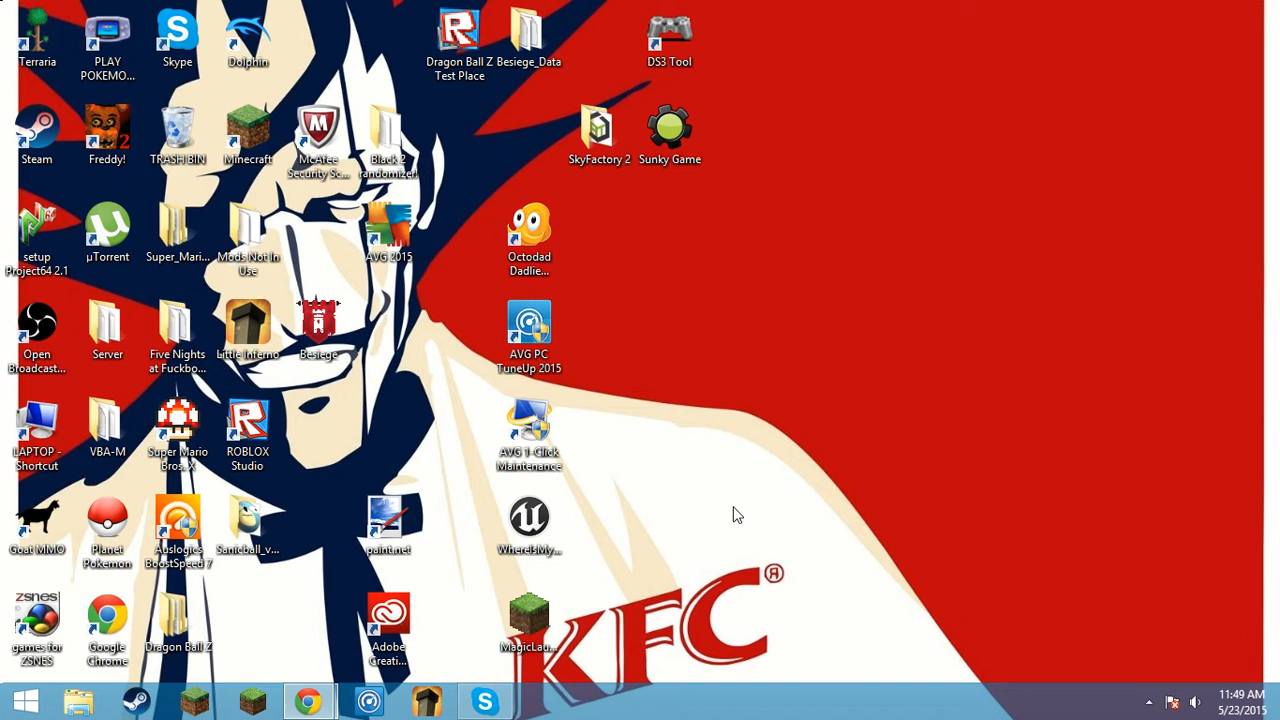 Terraria
PLAY
POKEMO...
Skype
Dolphin
Dragon Ball Z
Test Place
Besiege_Data
DS3 Tool
Steam
2
Freddy!
TRASH BIN
Minecraft
McAfee
Security Sc...
Black 2
randomizer!
SkyFactory 2
Sunky Game
setup
Project64 2.1
µTorrent
Super_Mari...
Mods Not In
Use
AVG 2015
Octodad
Dadlie...
Open
Broadcast...
Server
Five Nights
at Fuckbo...
Little Inferno
Besiege
AVG PC
TuneUp 2015
LAPTOP -
Shortcut
VBA-M
Super Mario
Bros. X
ROBLOX
Studio
AVG 1-Click
Maintenance
Goat MMO
Planet
Pokemon
Auslogics
BoostSpeed 7
Sanicball_v...
paint.net
WhereIsMy...
ZSNES
games for
ZSNES
Google
Chrome
Dragon Ball Z
Adobe
Creati...
MagicLau...
KFC®
11:49 AM
5/23/2015